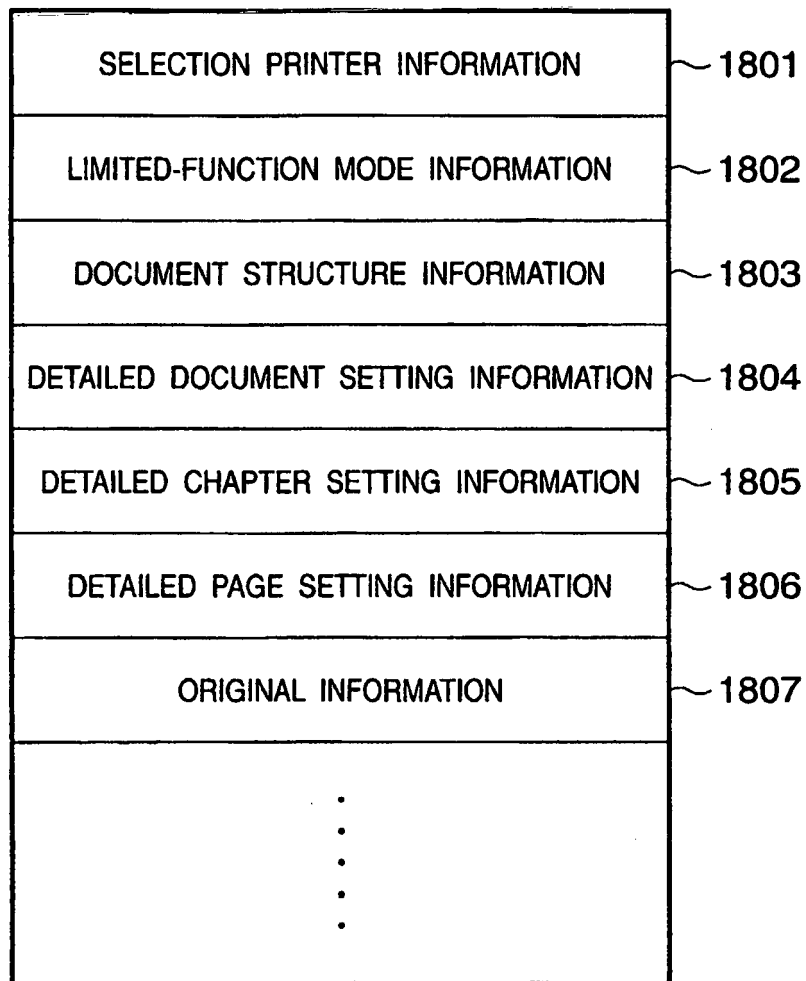 SELECTION PRINTER INFORMATION 1801
LIMITED-FUNCTION MODE INFORMATION 1802
DOCUMENT STRUCTURE INFORMATION 1803
DETAILED DOCUMENT SETTING INFORMATION 1804
DETAILED CHAPTER SETTING INFORMATION 1805
DETAILED PAGE SETTING INFORMATION 1806
ORIGINAL INFORMATION 1807